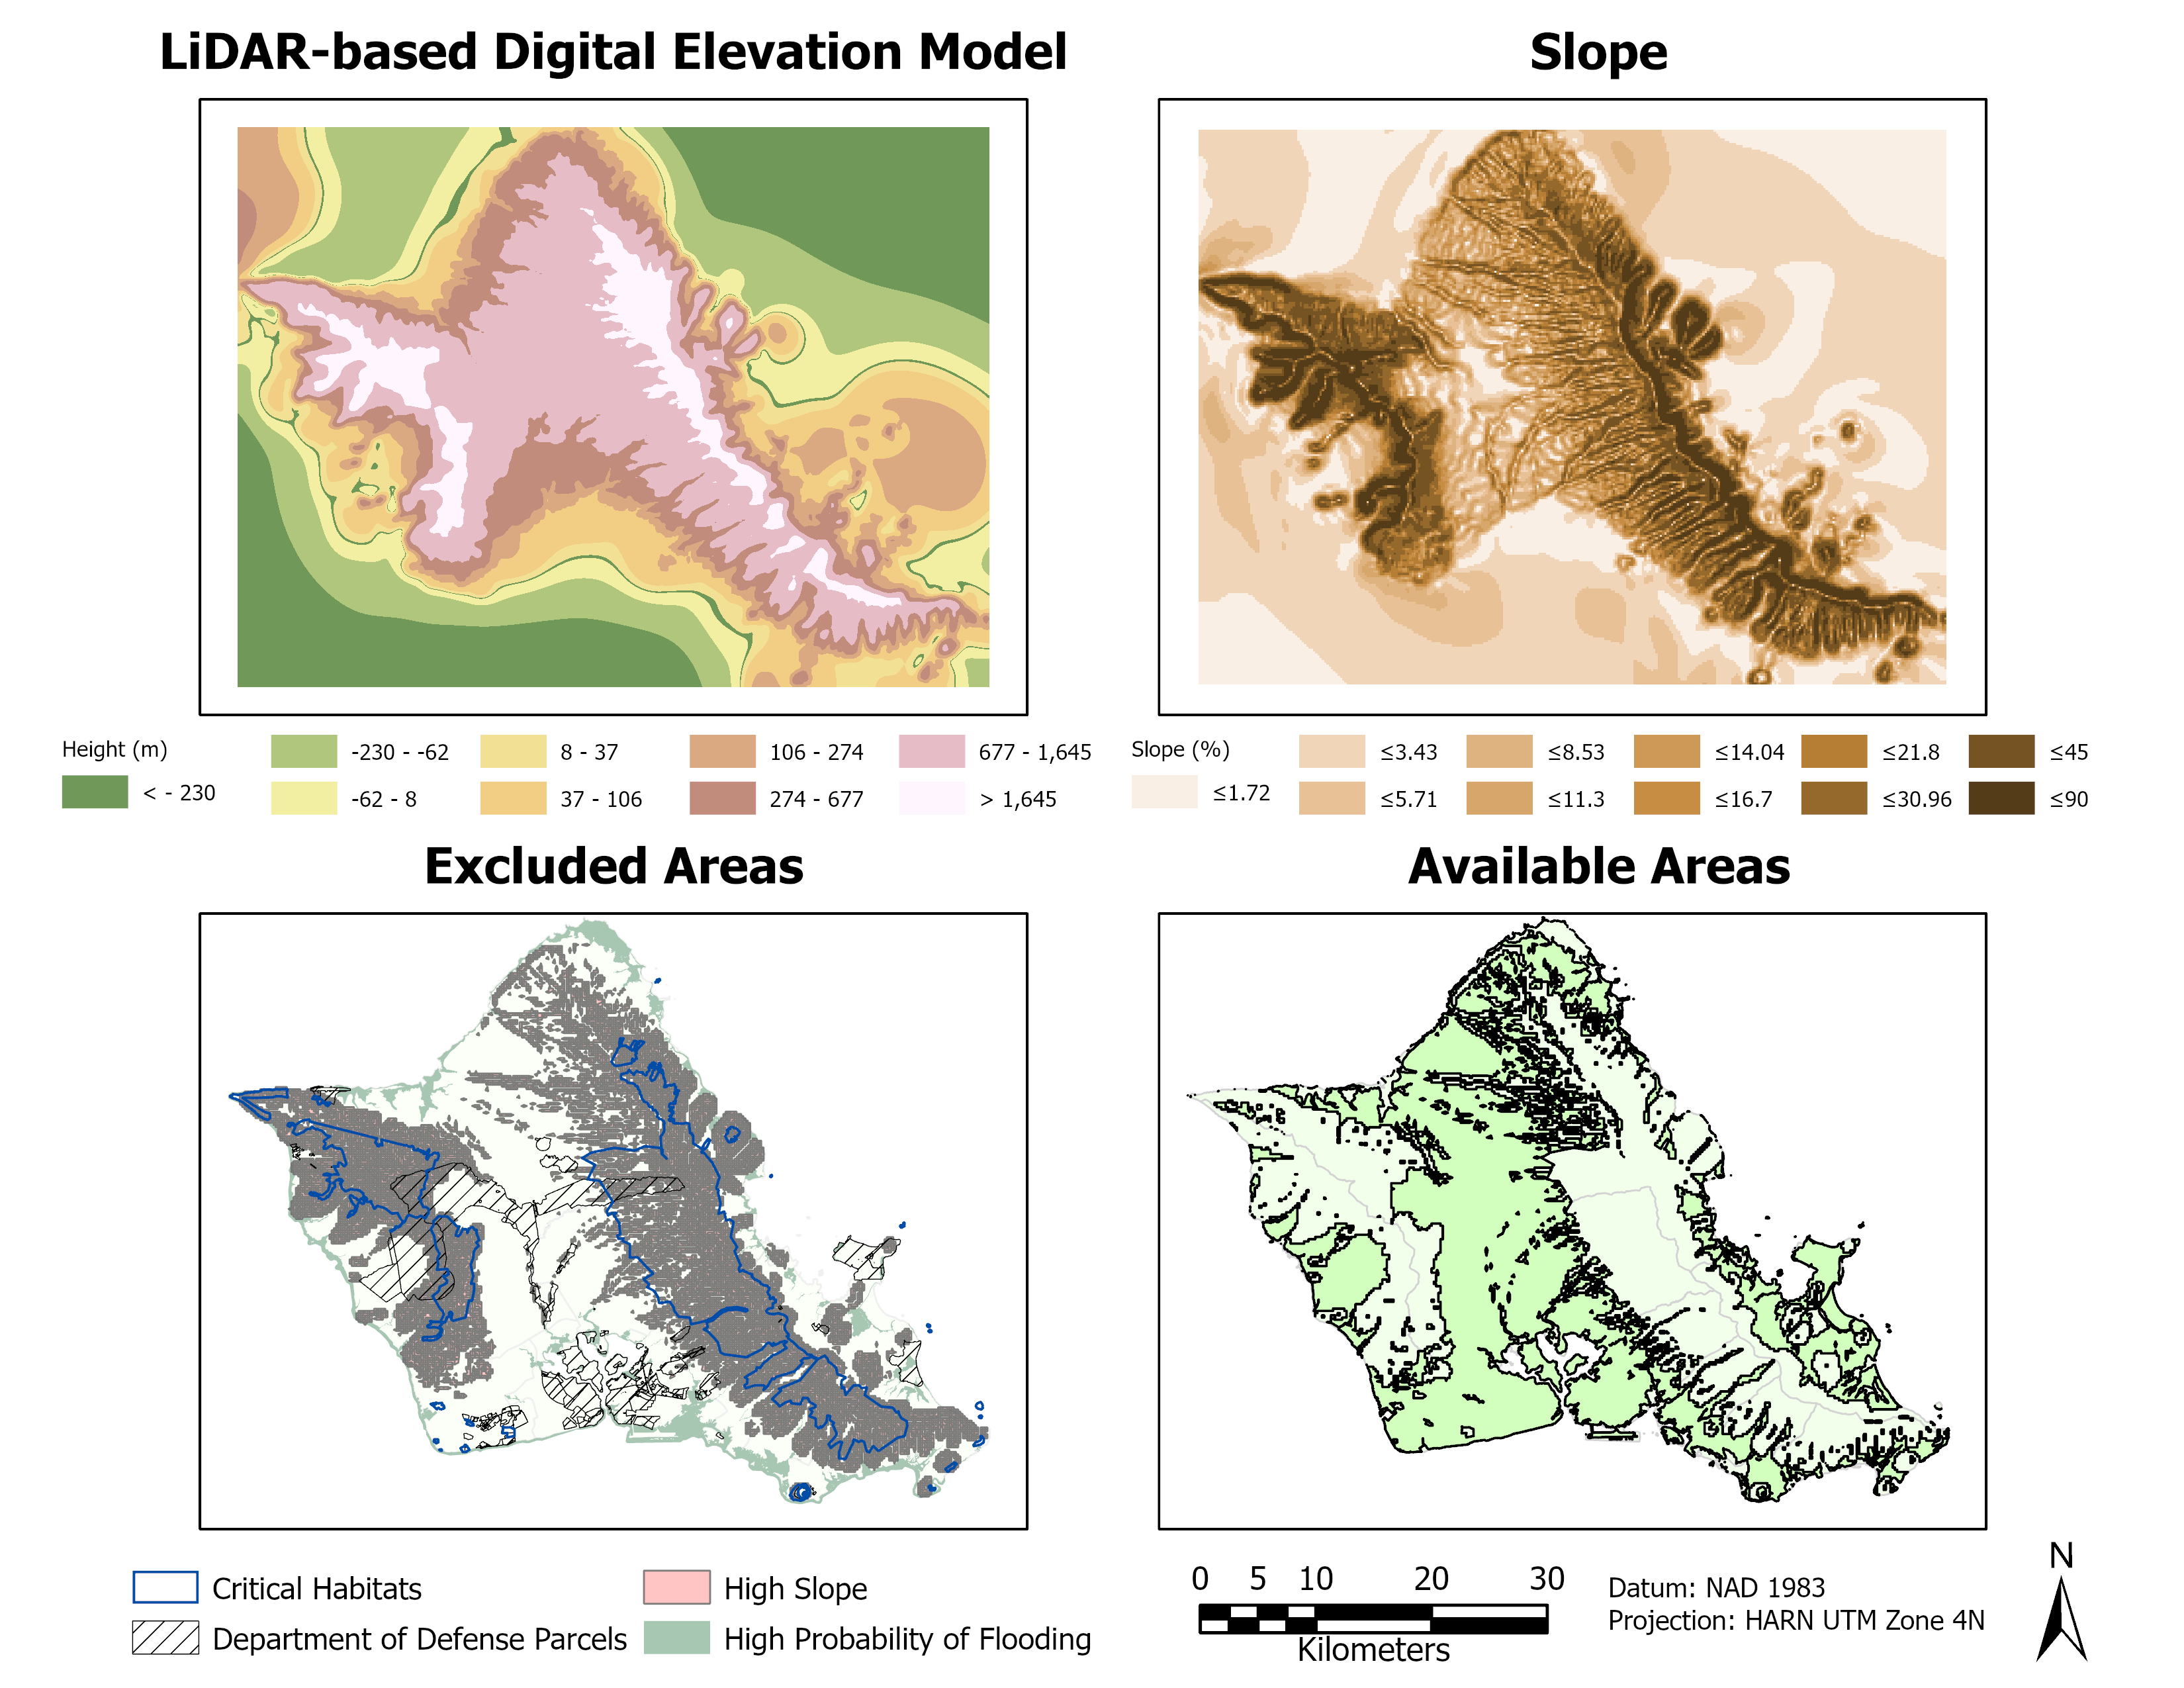 LiDAR-based Digital Elevation Model
Slope
Height (m)
< - 230
-230 - -62
-62 - 8
8 - 37
37 - 106
106 - 274
274 - 677
677 - 1,645
> 1,645
Slope (%)
≤1.72
≤3.43
≤5.71
≤8.53
≤11.3
≤14.04
≤16.7
≤21.8
≤30.96
≤45
≤90
Excluded Areas
Available Areas
Critical Habitats
Department of Defense Parcels
High Slope
High Probability of Flooding
0 5 10 20 30
Kilometers
Datum: NAD 1983
Projection: HARN UTM Zone 4N
N